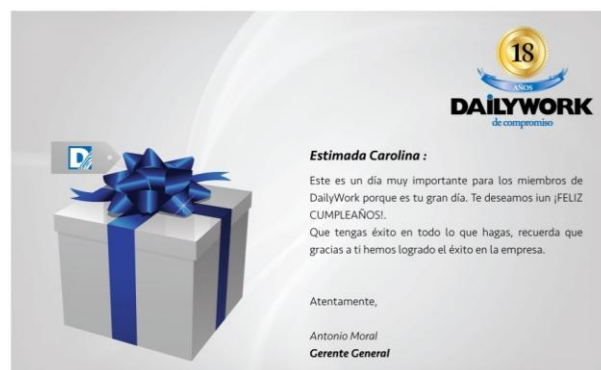 18
AÑOS
DAiLYWORK
de compromiso
D
Estimada Carolina :
Este es un día muy importante para los miembros de
DailyWork porque es tu gran día. Te deseamos iun ¡FELIZ
CUMPLEAÑOS!.
Que tengas éxito en todo lo que hagas, recuerda que
gracias a ti hemos logrado el éxito en la empresa.
Atentamente,
Antonio Moral
Gerente General